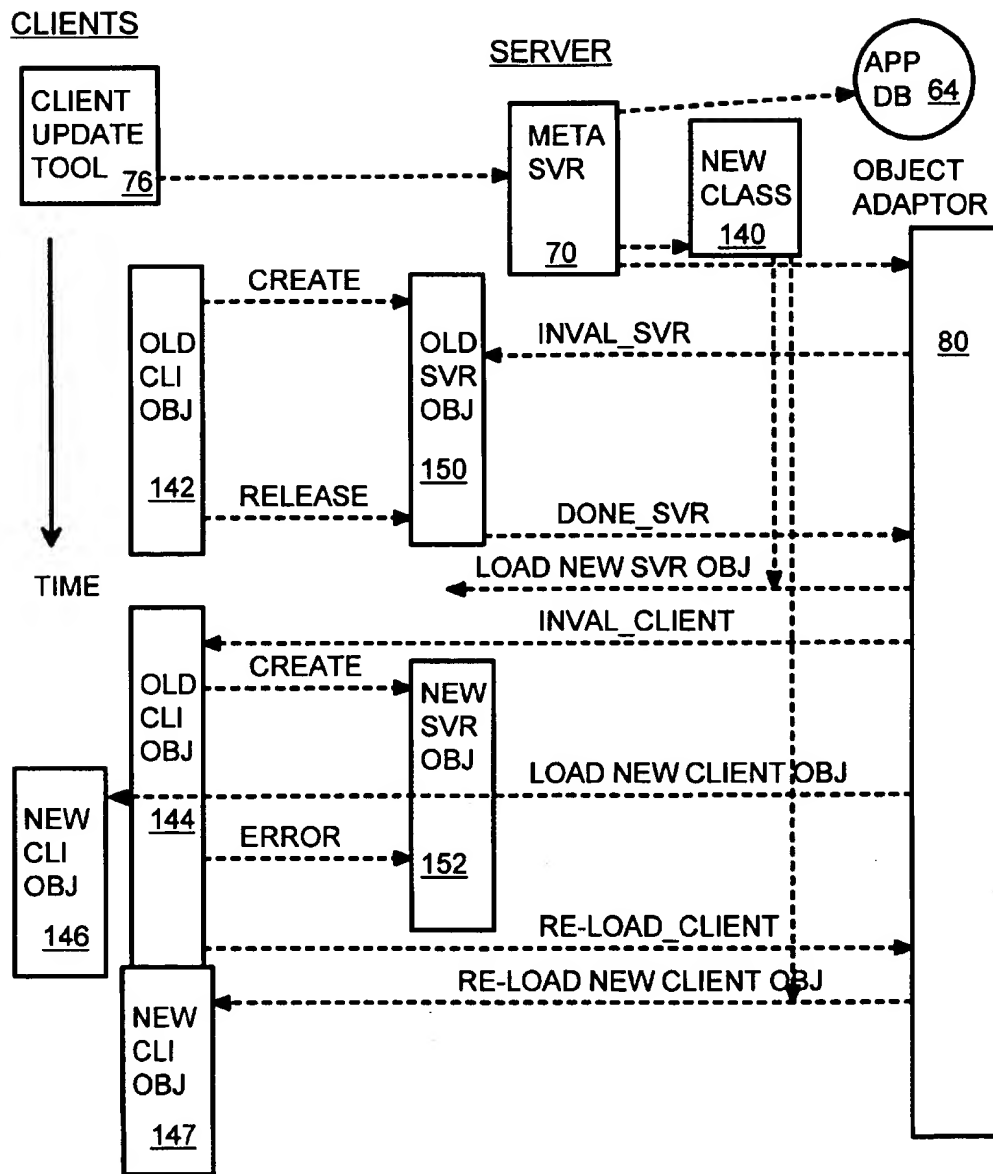 CLIENTS
SERVER
CLIENT
UPDATE
TOOL
76
META
SVR
70
NEW
CLASS
140
APP
DB 64
OBJECT
ADAPTOR
80
CREATE
OLD
CLI
OBJ
142
OLD
SVR
OBJ
150
INVAL_SVR
RELEASE
DONE_SVR
LOAD NEW SVR OBJ
TIME
INVAL_CLIENT
CREATE
OLD
CLI
OBJ
144
NEW
SVR
OBJ
152
LOAD NEW CLIENT OBJ
NEW
CLI
OBJ
146
ERROR
RE-LOAD_CLIENT
RE-LOAD NEW CLIENT OBJ
NEW
CLI
OBJ
147